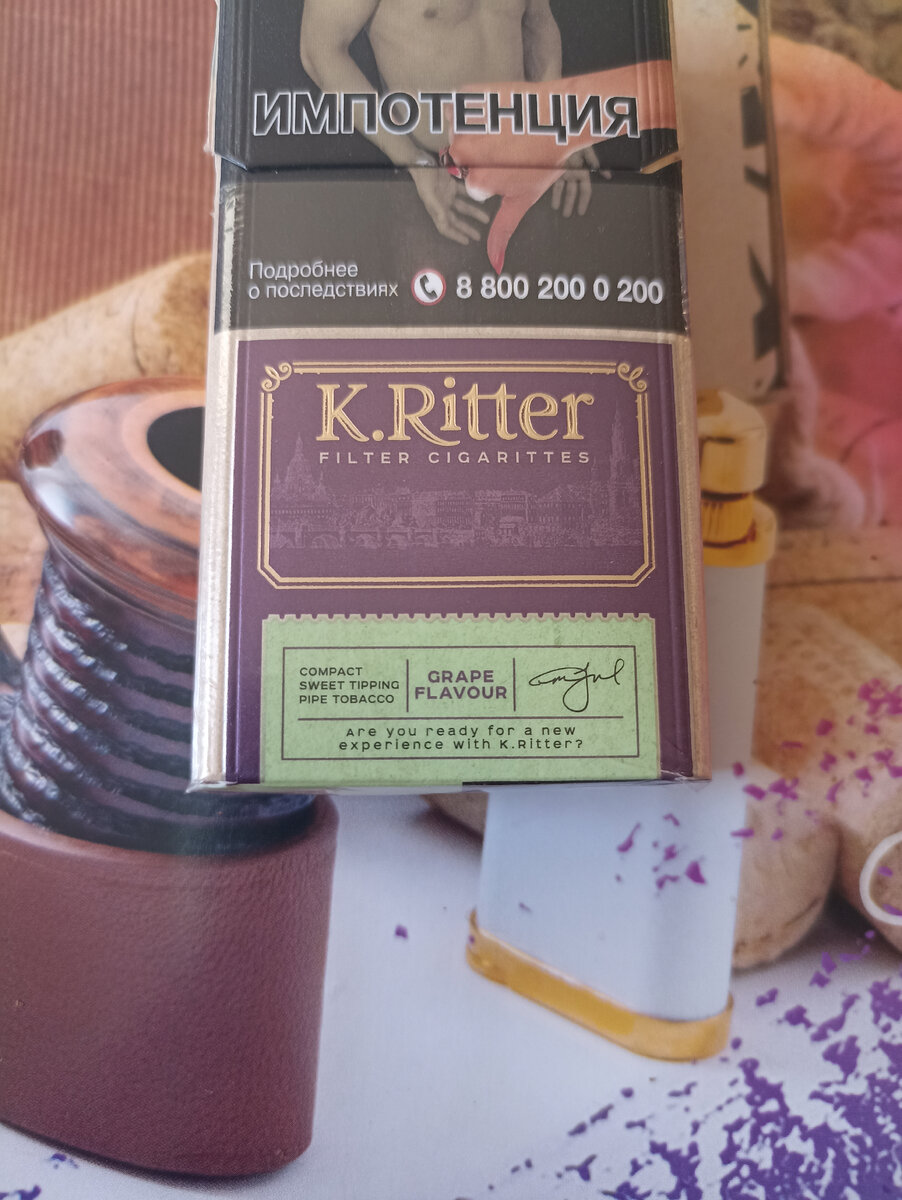 ИМПОТЕНЦИЯ
Подробнее
о последствиях 8 800 200 0 200
K.Ritter
FILTER CIGARITTES
COMPACT
SWEET TIPPING
PIPE TOBACCO
GRAPE
FLAVOUR
Are you ready for a new
experience with K.Ritter?